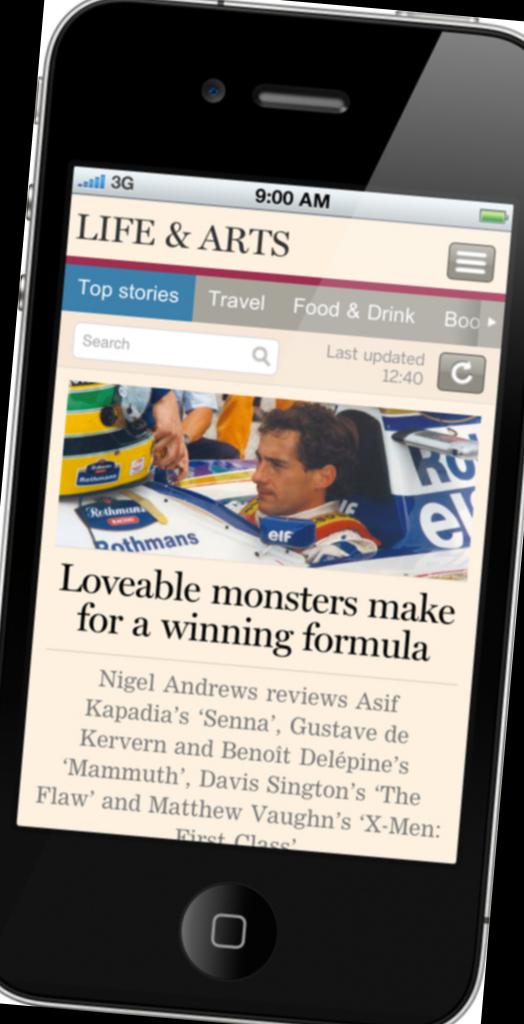 3G 9:00 AM
LIFE & ARTS
Top stories Travel Food & Drink Boo
Search Last updated
12:40
Rothmans
Rothmans
RACING
Rothmans
elf
elf
Loveable monsters make
for a winning formula
Nigel Andrews reviews Asif
Kapadia's ‘Senna’, Gustave de
Kervern and Benoît Delépine's
‘Mammuth’, Davis Sington's ‘The
Flaw’ and Matthew Vaughn's ‘X-Men:
First Class’